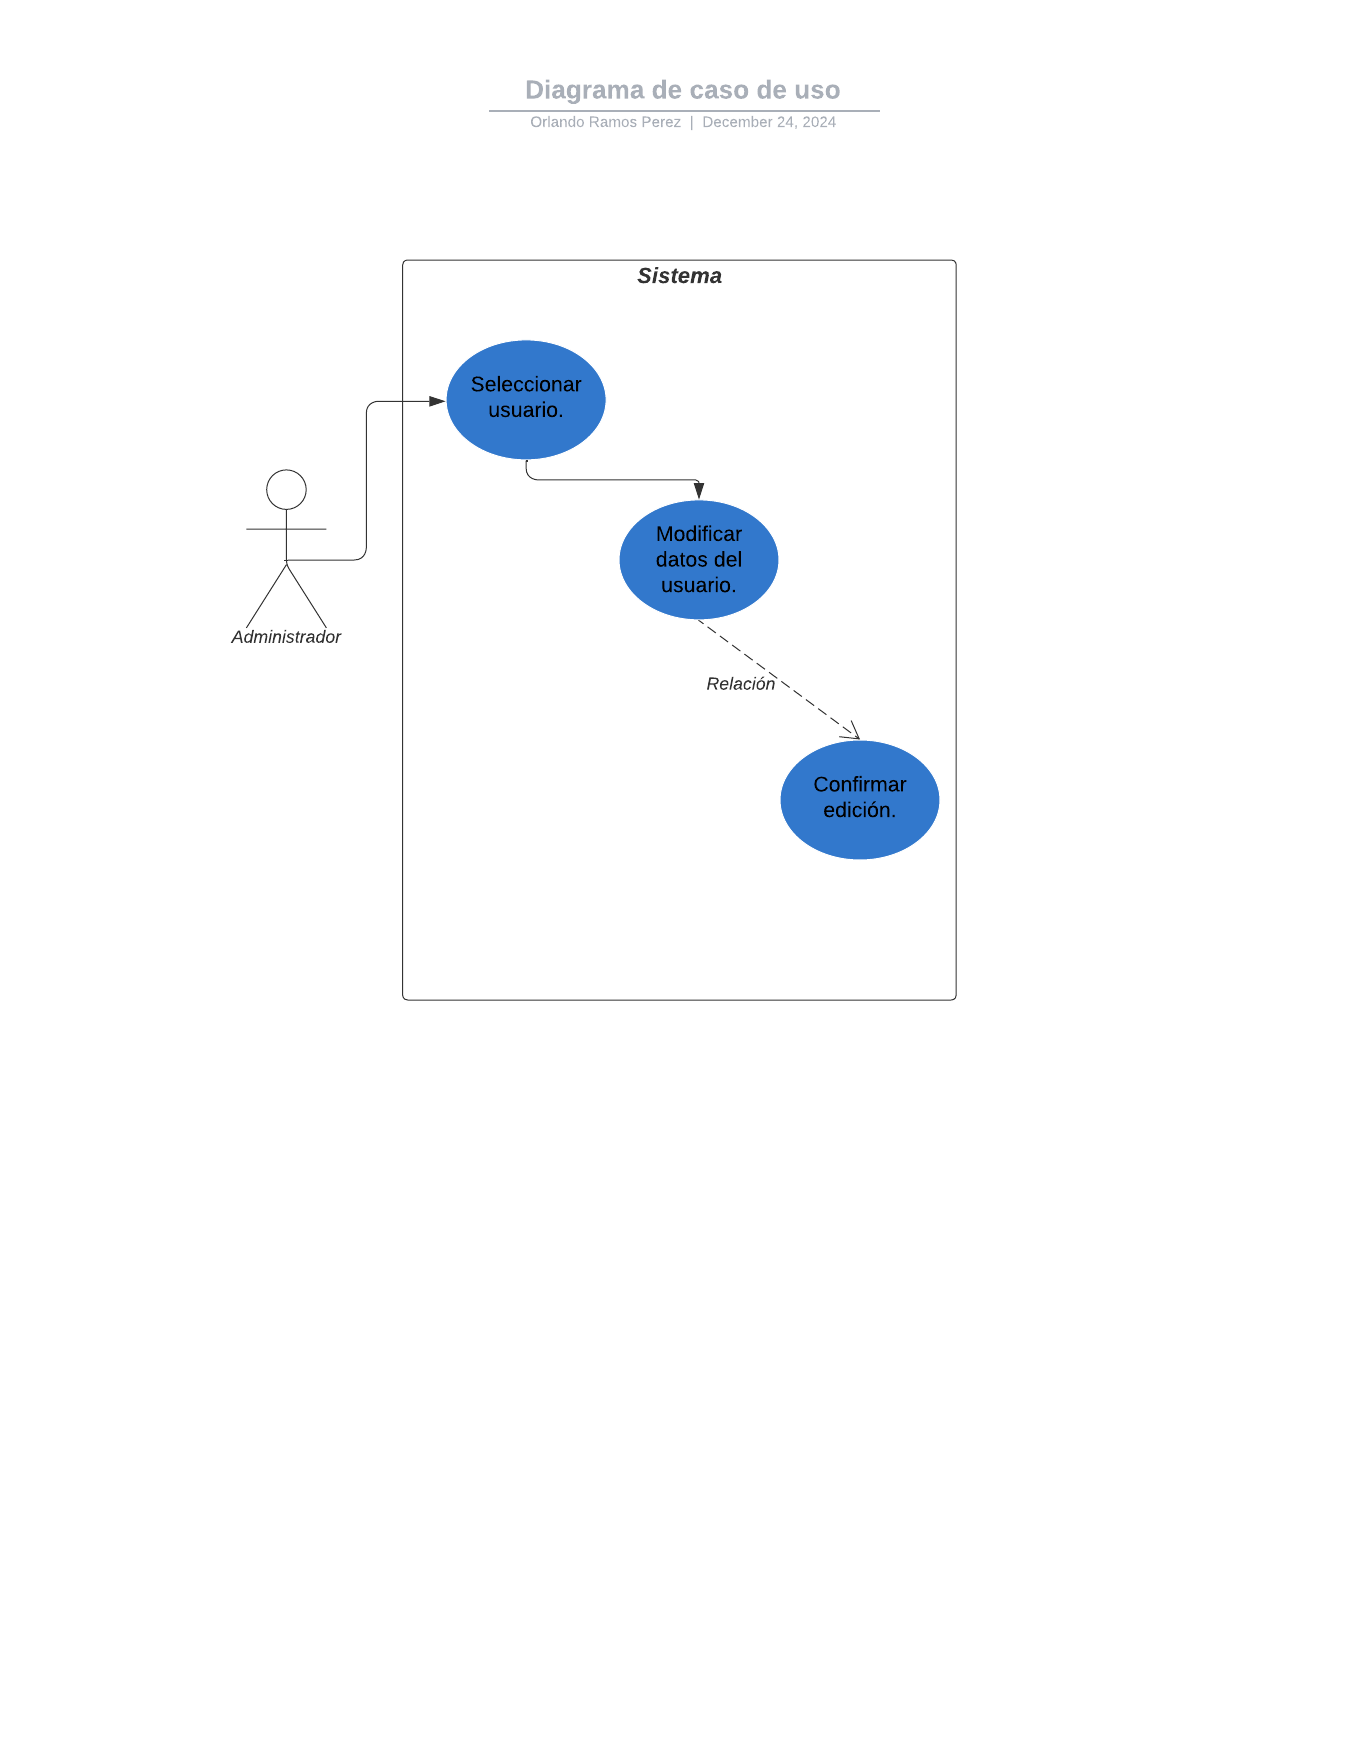 Diagrama de caso de uso
Orlando Ramos Perez | December 24, 2024
Sistema
Seleccionar
usuario.
Modificar
datos del
usuario.
Administrador
Relación
Confirmar
edición.